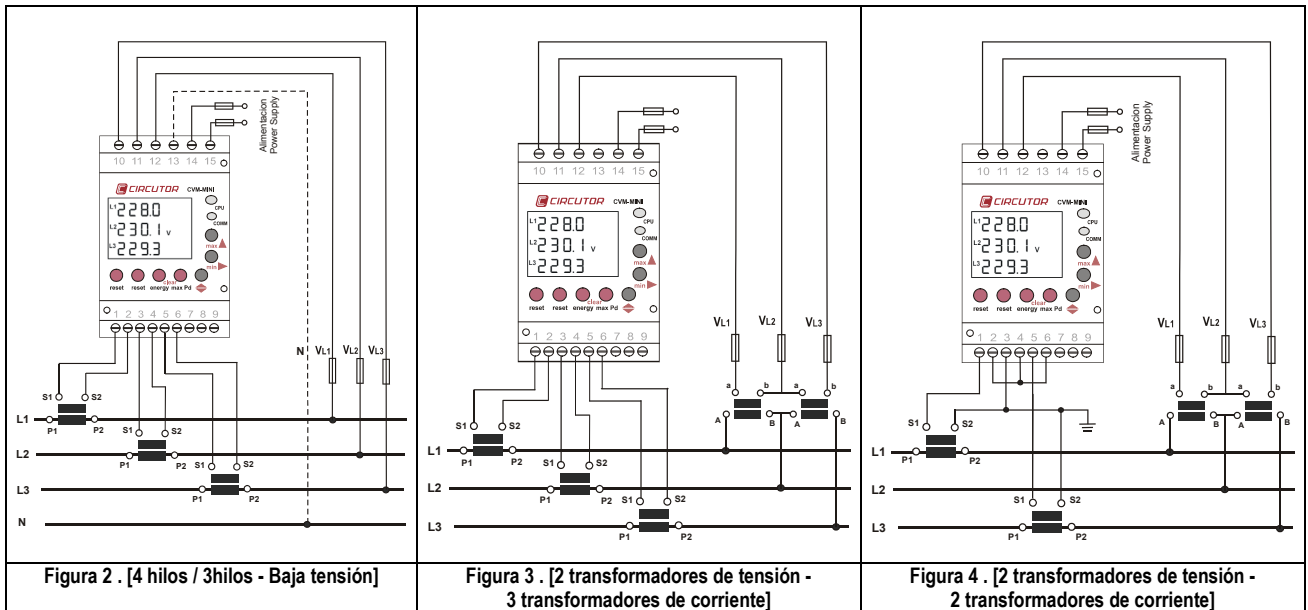 Alimentacion
Power Supply
10 11 12 13 14 15
CIRCUTOR CVM-MINI
L1 228.0
CPU
L2 230.1 v
COMM
L3 229.3
max
min
clear
reset reset energy max Pd
1 2 3 4 5 6 7 8 9
N VL1 VL2 VL3
S1 S2
L1
P1 P2
S1 S2
L2
P1 P2
S1 S2
L3
P1 P2
N
Figura 2 . [4 hilos / 3hilos - Baja tensión]
Alimentacion
Power Supply
10 11 12 13 14 15
CIRCUTOR CVM-MINI
L1 228.0
CPU
L2 230.1 v
COMM
L3 229.3
max
min
clear
reset reset energy max Pd
1 2 3 4 5 6 7 8 9
VL1 VL2 VL3
a b a b
A B A B
S1 S2
L1
P1 P2
S1 S2
L2
P1 P2
S1 S2
L3
P1 P2
Figura 3 . [2 transformadores de tensión -
3 transformadores de corriente]
Alimentacion
Power Supply
10 11 12 13 14 15
CIRCUTOR CVM-MINI
L1 228.0
CPU
L2 230.1 v
COMM
L3 229.3
max
min
clear
reset reset energy max Pd
1 2 3 4 5 6 7 8 9
VL1 VL2 VL3
a b a b
A B A B
S1 S2
L1
P1 P2
L2
S1 S2
L3
P1 P2
Figura 4 . [2 transformadores de tensión -
2 transformadores de corriente]